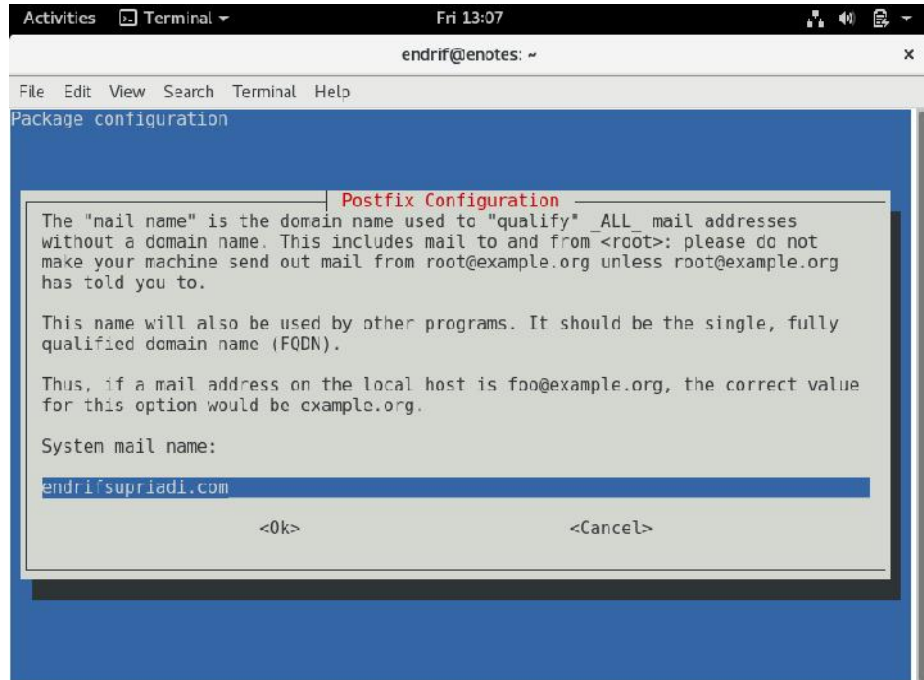 Activities Terminal Fri 13:07
endrif@enotes: ~ x
File Edit View Search Terminal Help
Package configuration
Postfix Configuration
The "mail name" is the domain name used to "qualify" _ALL_ mail addresses
without a domain name. This includes mail to and from <root>: please do not
make your machine send out mail from root@example.org unless root@example.org
has told you to.
This name will also be used by other programs. It should be the single, fully
qualified domain name (FQDN).
Thus, if a mail address on the local host is foo@example.org, the correct value
for this option would be example.org.
System mail name:
endrifsupriadi.com
<Ok> <Cancel>